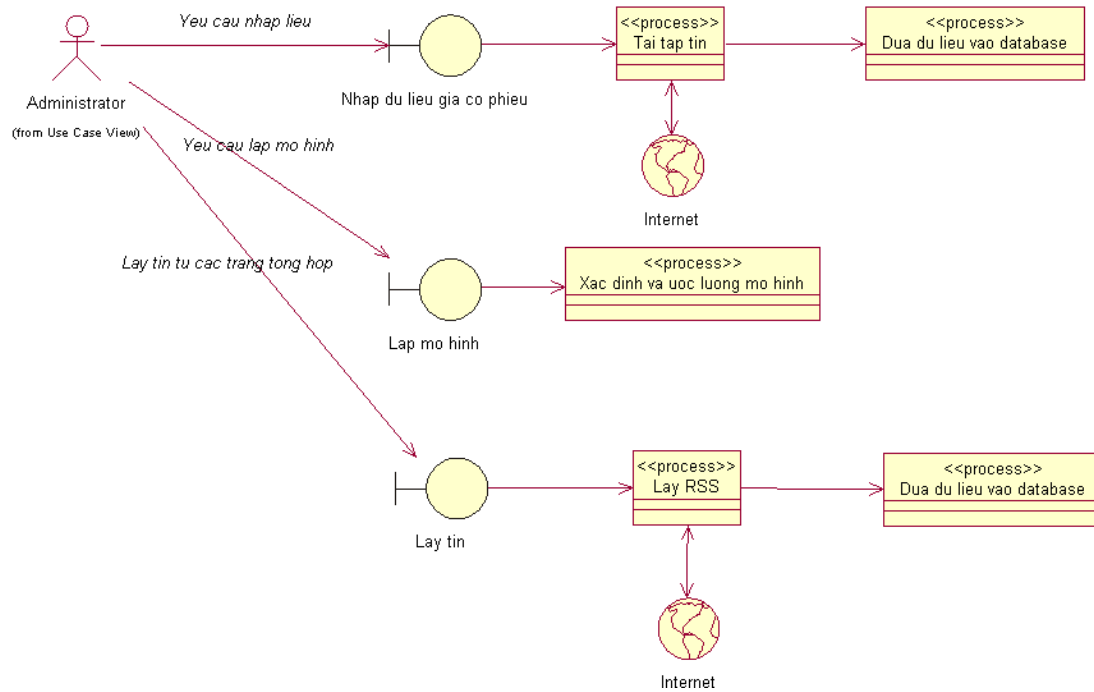 Yeu cau nhap lieu
<<process>>
Tai tap tin
<<process>>
Dua du lieu vao database
Nhap du lieu gia co phieu
Administrator
(from Use Case View)
Yeu cau lap mo hinh
Internet
Lay tin tu cac trang tong hop
<<process>>
Xac dinh va uoc luong mo hinh
Lap mo hinh
<<process>>
Lay RSS
<<process>>
Dua du lieu vao database
Lay tin
Internet